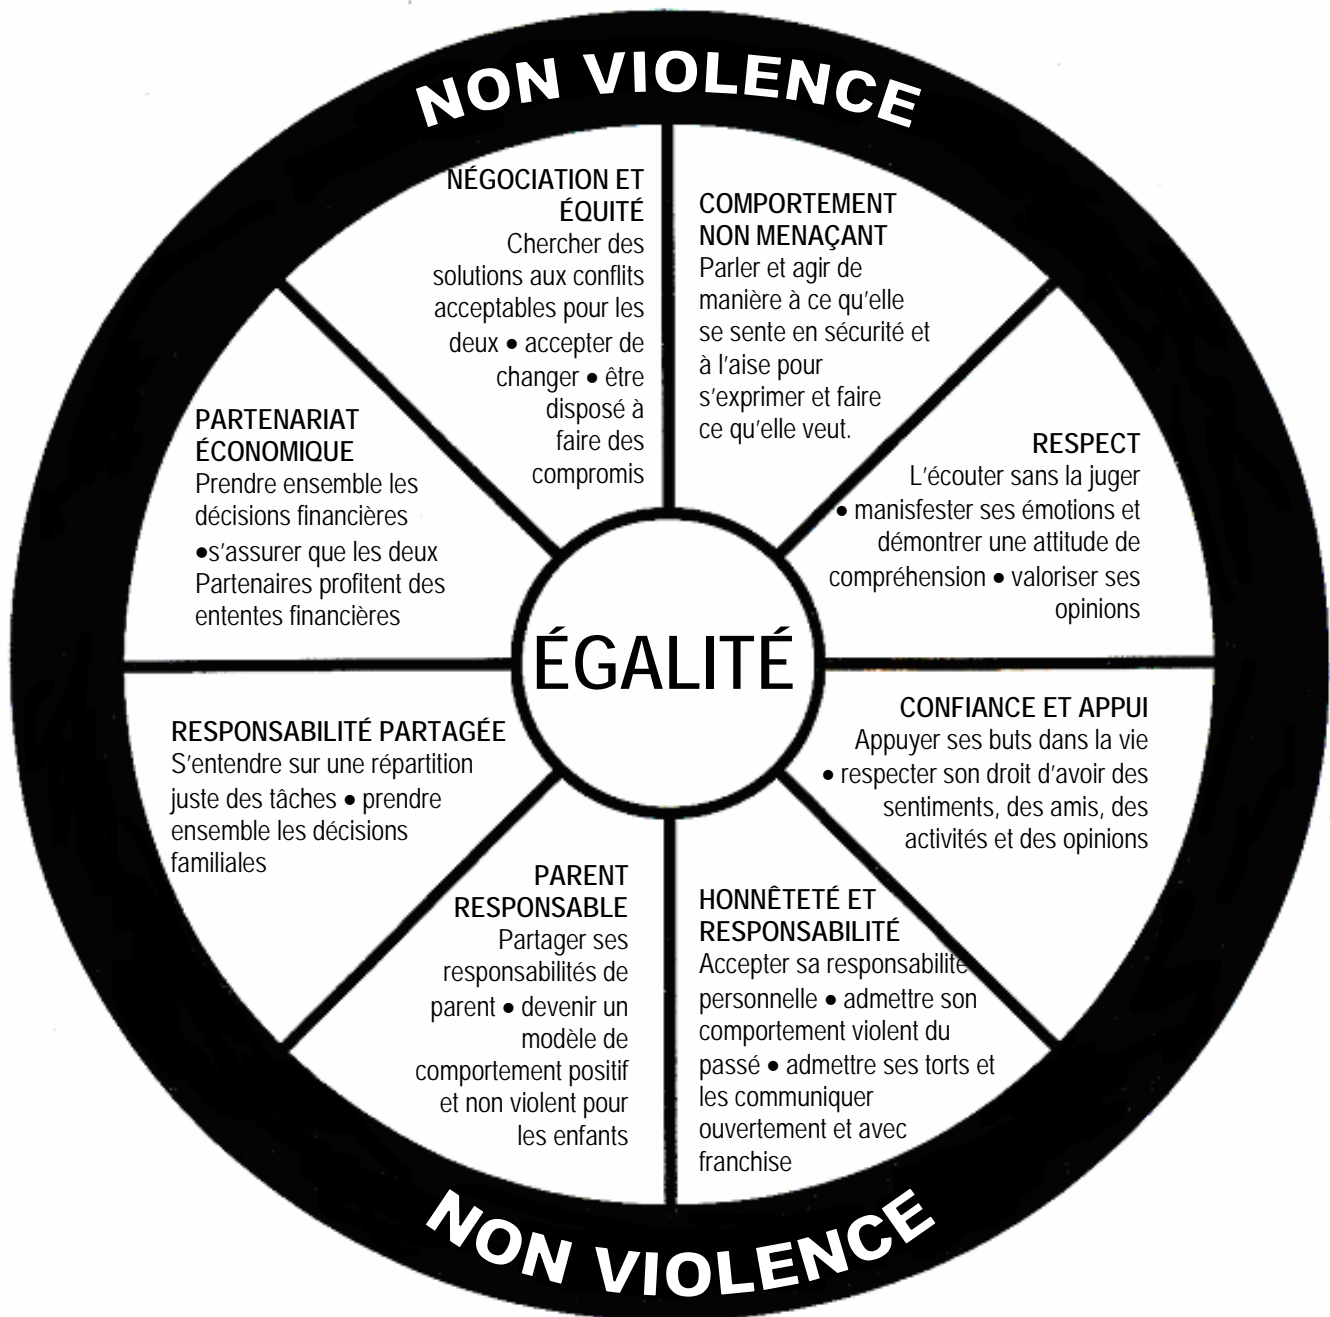 NON VIOLENCE
NÉGOCIATION ET
ÉQUITÉ
Chercher des
solutions aux conflits
acceptables pour les
deux • accepter de
changer • être
disposé à
faire des
compromis
COMPORTEMENT
NON MENAÇANT
Parler et agir de
manière à ce qu'elle
se sente en sécurité et
à l'aise pour
s'exprimer et faire
ce qu'elle veut.
RESPECT
L'écouter sans la juger
• manisfester ses émotions et
démontrer une attitude de
compréhension • valoriser ses
opinions
CONFIANCE ET APPUI
Appuyer ses buts dans la vie
• respecter son droit d'avoir des
sentiments, des amis, des
activités et des opinions
HONNÊTETÉ ET
RESPONSABILITÉ
Accepter sa responsabilité
personnelle • admettre son
comportement violent du
passé • admettre ses torts et
les communiquer
ouvertement et avec
franchise
PARENT
RESPONSABLE
Partager ses
responsabilités de
parent • devenir un
modèle de
comportement positif
et non violent pour
les enfants
RESPONSABILITÉ PARTAGÉE
S'entendre sur une répartition
juste des tâches • prendre
ensemble les décisions
familiales
PARTENARIAT
ÉCONOMIQUE
Prendre ensemble les
décisions financières
•s'assurer que les deux
Partenaires profitent des
ententes financières
ÉGALITÉ
NON VIOLENCE